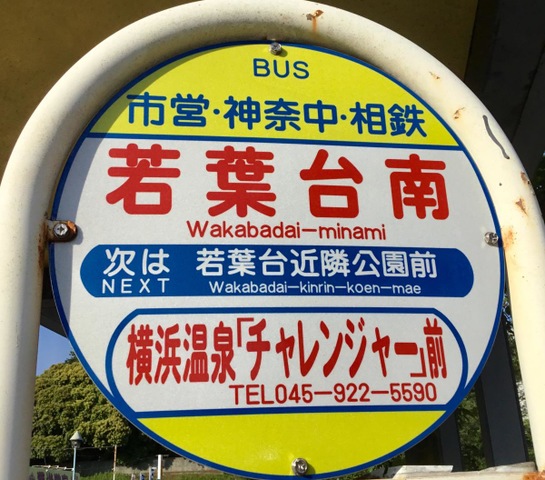 BUS
市営・神奈中・相鉄
若葉台南
Wakabadai-minami
次は 若葉台近隣公園前
NEXT Wakabadai-kinrin-koen-mae
横浜温泉「チャレンジャー」前
TEL045-922-5590